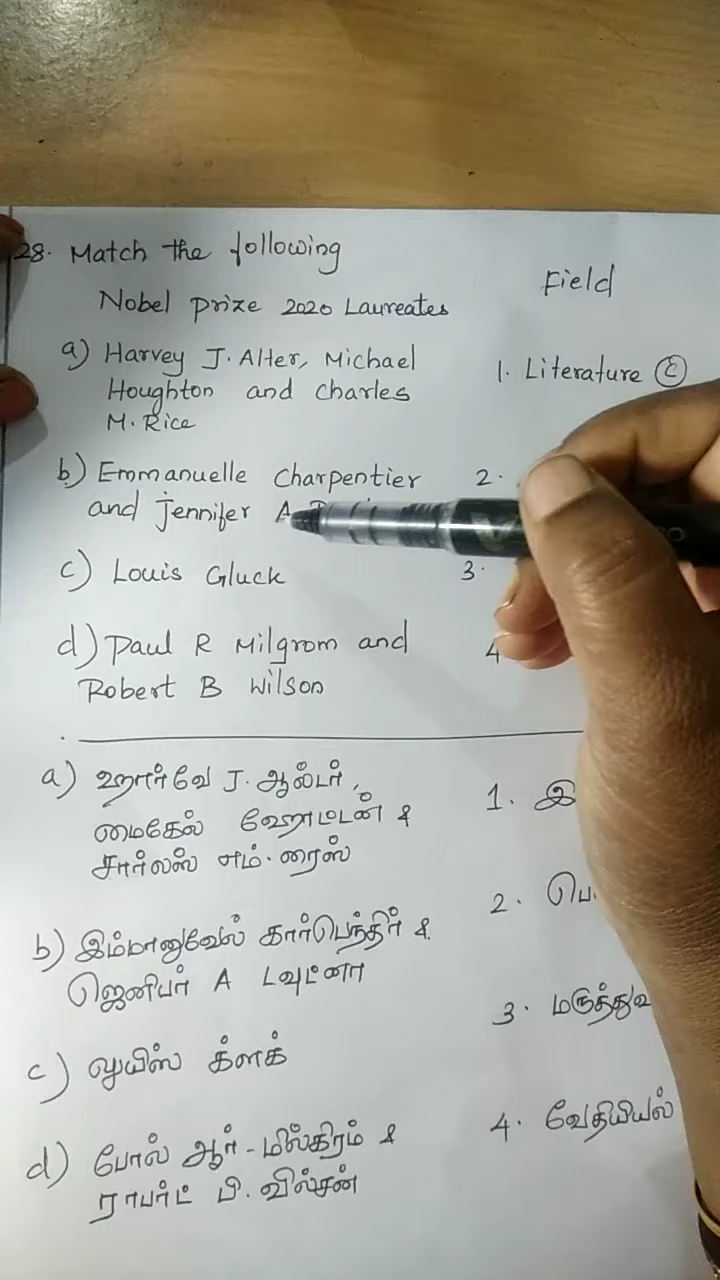 28. Match the following
Nobel prize 2020 Laureates
Field
a) Harvey J. Alter, Michael
Houghton and Charles
M. Rice
1. Literature C
b) Emmanuelle Charpentier
and Jennifer A
2.
c) Louis Gluck
3.
d) Paul R Milgrom and
Robert B Wilson
4
a) ஹார்வே J. ஆல்டர்,
மைகேல் ஹோட்டன் &
சார்லஸ் எம். ரைஸ்
1. இ
b) இம்மானுவேல் கார்பெந்திர் &
ஜெனிபர் A டவுட்னா
2. பெ
c) லுயிஸ் க்ளக்
3. மருத்துவ
d) போல் ஆர் - மில்கிரம் &
ராபர்ட் பி. வில்சன்
4. வேதியியல்